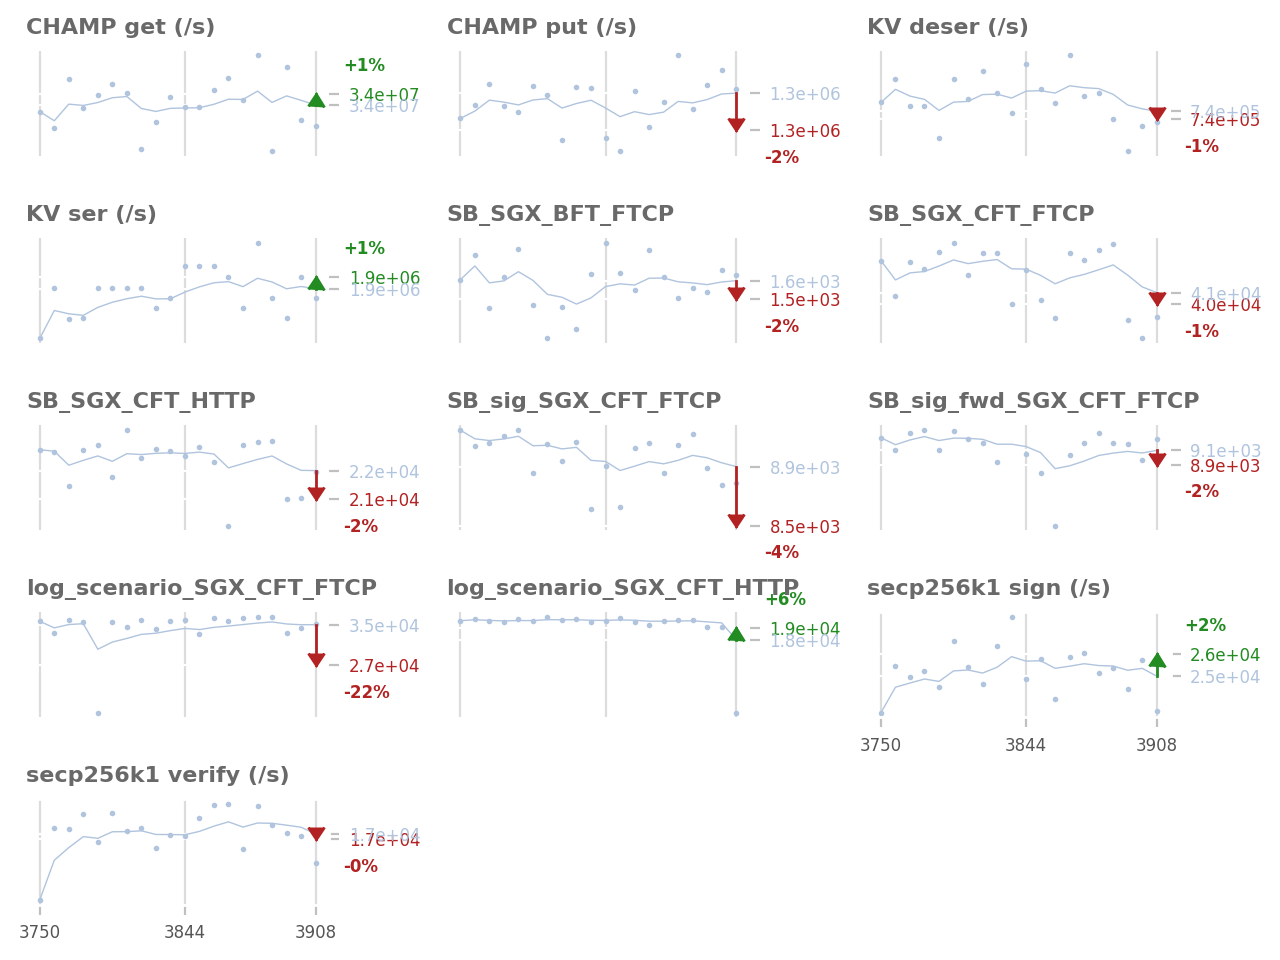 CHAMP get (/s)
+1%
3.4e+07
3.4e+07
CHAMP put (/s)
1.3e+06
1.3e+06
-2%
KV deser (/s)
7.4e+05
7.4e+05
-1%
KV ser (/s)
+1%
1.9e+06
1.9e+06
SB_SGX_BFT_FTCP
1.6e+03
1.5e+03
-2%
SB_SGX_CFT_FTCP
4.1e+04
4.0e+04
-1%
SB_SGX_CFT_HTTP
2.2e+04
2.1e+04
-2%
SB_sig_SGX_CFT_FTCP
8.9e+03
8.5e+03
-4%
SB_sig_fwd_SGX_CFT_FTCP
9.1e+03
8.9e+03
-2%
log_scenario_SGX_CFT_FTCP
3.5e+04
2.7e+04
-22%
log_scenario_SGX_CFT_HTTP
+6%
1.9e+04
1.8e+04
secp256k1 sign (/s)
+2%
2.6e+04
2.5e+04
3750 3844 3908
secp256k1 verify (/s)
1.7e+04
1.7e+04
-0%
3750 3844 3908